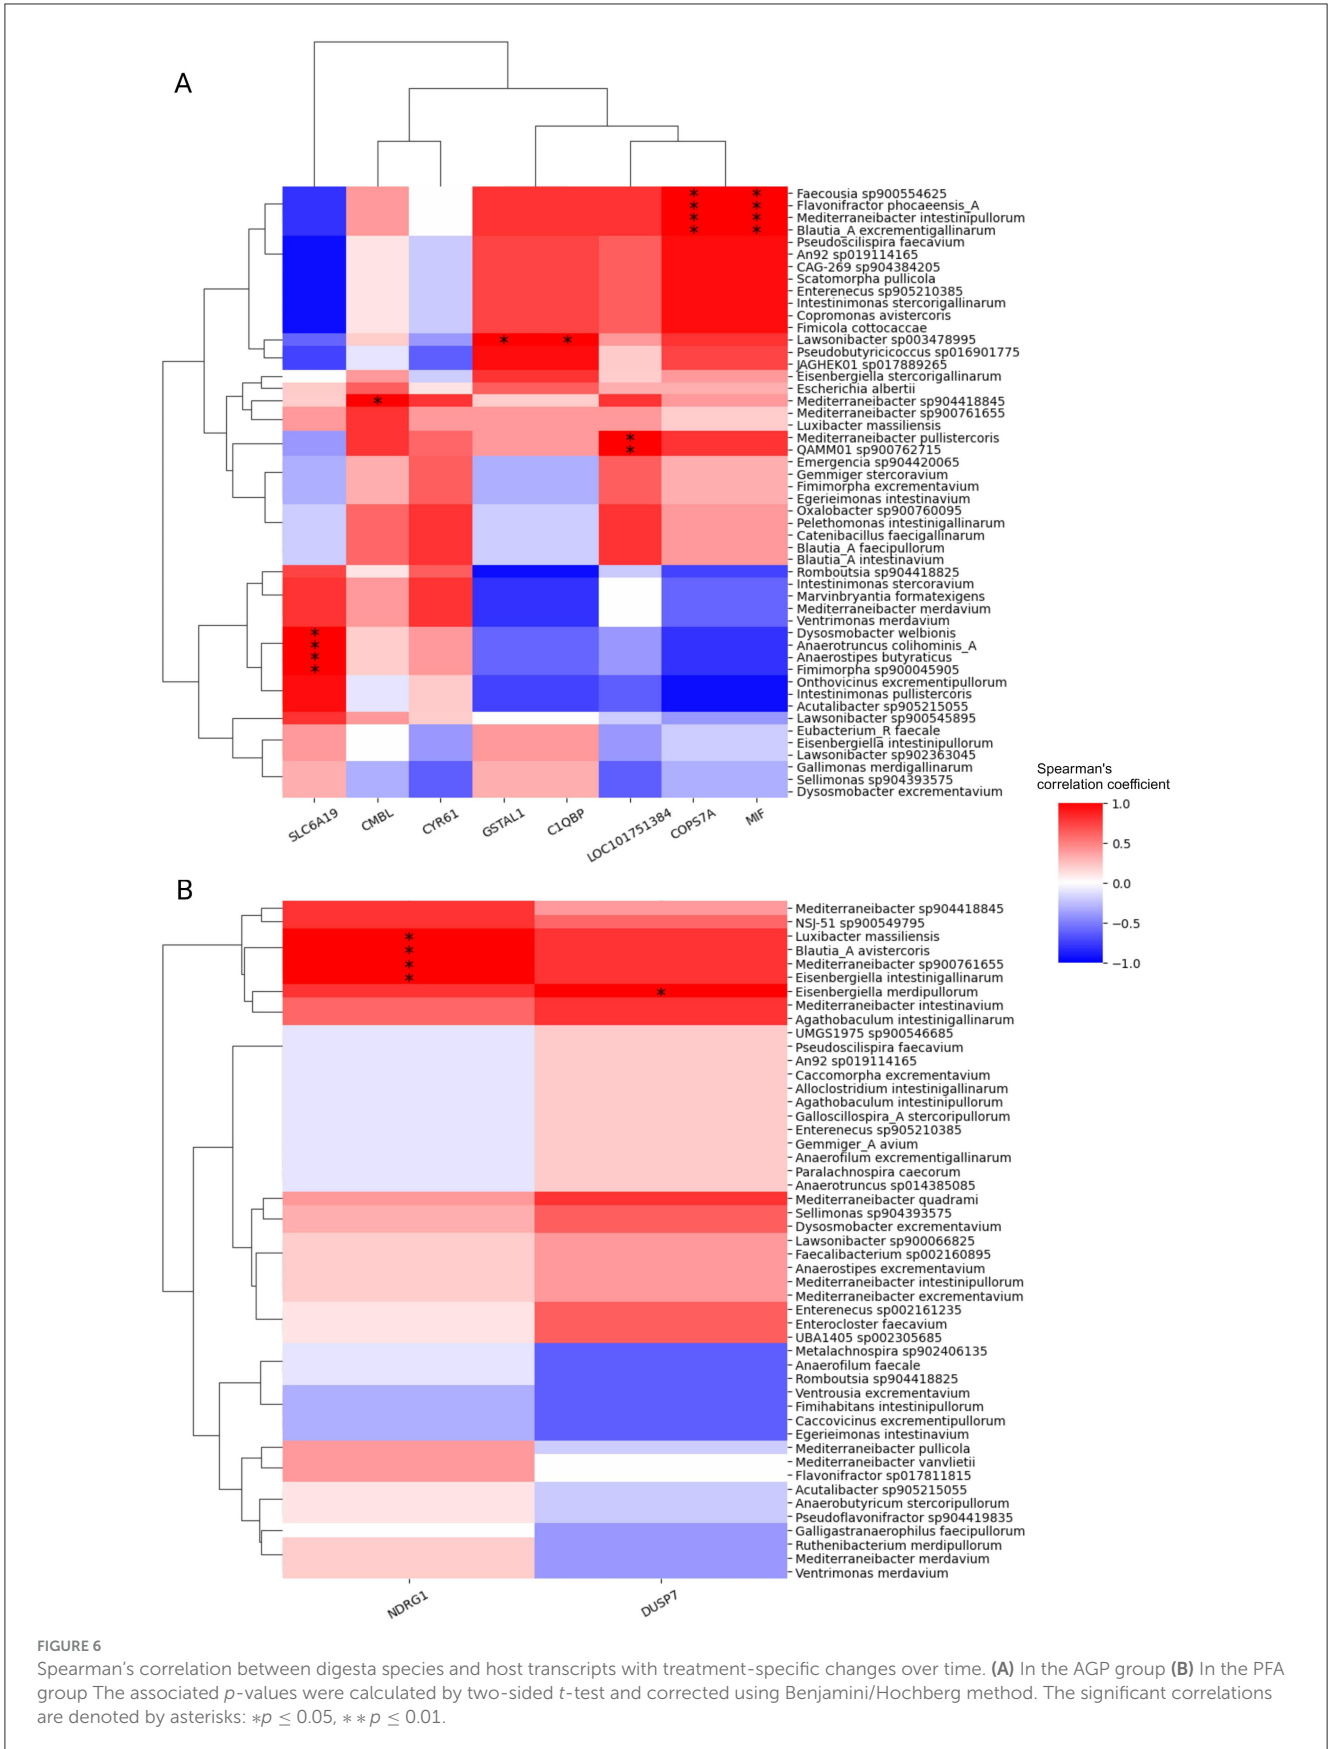 A
Faecousia sp900554625
Flavonifractor phocaeensis_A
Mediterraneibacter intestinipullorum
Blautia_A excrementigallinarum
Pseudoscilispira faecavium
An92 sp019114165
CAG-269 sp904384205
Scatomorpha pullicola
Enterenecus sp905210385
Intestinimonas stercorigallinarum
Copromonas avistercoris
Fimicola cottocaccae
Lawsonibacter sp003478995
Pseudobutyricicoccus sp016901775
JAGHEK01 sp017889265
Eisenbergiella stercorigallinarum
Escherichia albertii
Mediterraneibacter sp904418845
Mediterraneibacter sp900761655
Luxibacter massiliensis
Mediterraneibacter pullistercoris
QAMM01 sp900762715
Emergencia sp904420065
Gemmiger stercoravium
Fimimorpha excrementavium
Egerieimonas intestinavium
Oxalobacter sp900760095
Pelethomonas intestinigallinarum
Catenibacillus faecigallinarum
Blautia_A faecipullorum
Blautia_A intestinavium
Romboutsia sp904418825
Intestinimonas stercoravium
Marvinbryantia formatexigens
Mediterraneibacter merdavium
Ventrimonas merdavium
Dysosmobacter welbionis
Anaerotruncus colihominis_A
Anaerostipes butyraticus
Fimimorpha sp900045905
Onthovicinus excrementipullorum
Intestinimonas pullistercoris
Acutalibacter sp905215055
Lawsonibacter sp900545895
Eubacterium_R faecale
Eisenbergiella intestinipullorum
Lawsonibacter sp902363045
Gallimonas merdigallinarum
Sellimonas sp904393575
Dysosmobacter excrementavium
SLC6A19 CMBL CYR61 GSTAL1 C1QBP LOC101751384 COPS7A MIF
Spearman's
correlation coefficient
1.0
0.5
0.0
−0.5
−1.0
B
Mediterraneibacter sp904418845
NSJ-51 sp900549795
Luxibacter massiliensis
Blautia_A avistercoris
Mediterraneibacter sp900761655
Eisenbergiella intestinigallinarum
Eisenbergiella merdipullorum
Mediterraneibacter intestinavium
Agathobaculum intestinigallinarum
UMGS1975 sp900546685
Pseudoscilispira faecavium
An92 sp019114165
Caccomorpha excrementavium
Alloclostridium intestinigallinarum
Agathobaculum intestinipullorum
Galloscillospira_A stercoripullorum
Enterenecus sp905210385
Gemmiger_A avium
Anaerofilum excrementigallinarum
Paralachnospira caecorum
Anaerotruncus sp014385085
Mediterraneibacter quadrami
Sellimonas sp904393575
Dysosmobacter excrementavium
Lawsonibacter sp900066825
Faecalibacterium sp002160895
Anaerostipes excrementavium
Mediterraneibacter intestinipullorum
Mediterraneibacter excrementavium
Enterenecus sp002161235
Enterocloster faecavium
UBA1405 sp002305685
Metalachnospira sp902406135
Anaerofilum faecale
Romboutsia sp904418825
Ventrousia excrementavium
Fimihabitans intestinipullorum
Caccovicinus excrementipullorum
Egerieimonas intestinavium
Mediterraneibacter pullicola
Mediterraneibacter vanvlietii
Flavonifractor sp017811815
Acutalibacter sp905215055
Anaerobutyricum stercoripullorum
Pseudoflavonifractor sp904419835
Galligastranaerophilus faecipullorum
Ruthenibacterium merdipullorum
Mediterraneibacter merdavium
Ventrimonas merdavium
NDRG1 DUSP7
FIGURE 6
Spearman's correlation between digesta species and host transcripts with treatment-specific changes over time. (A) In the AGP group (B) In the PFA
group The associated p-values were calculated by two-sided t-test and corrected using Benjamini/Hochberg method. The significant correlations
are denoted by asterisks: ∗p ≤ 0.05, ∗∗p ≤ 0.01.